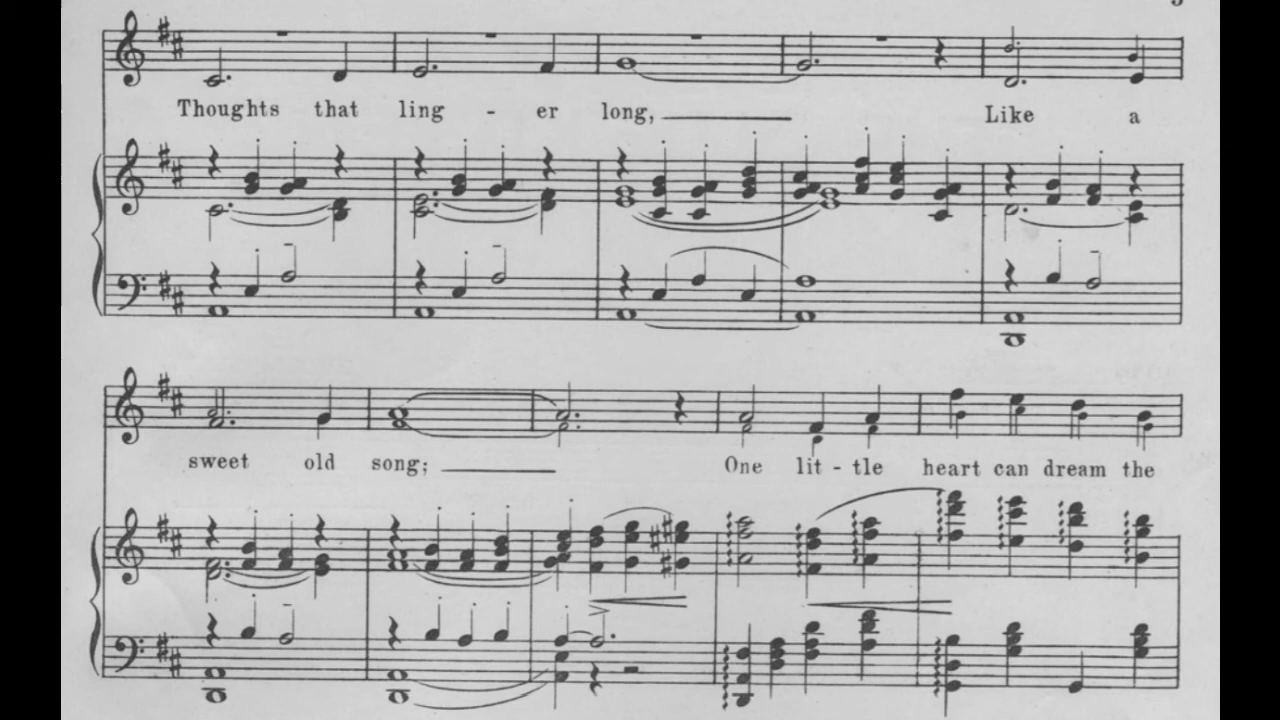 Thoughts that ling - er long, Like a
sweet old song; One lit - tle heart can dream the